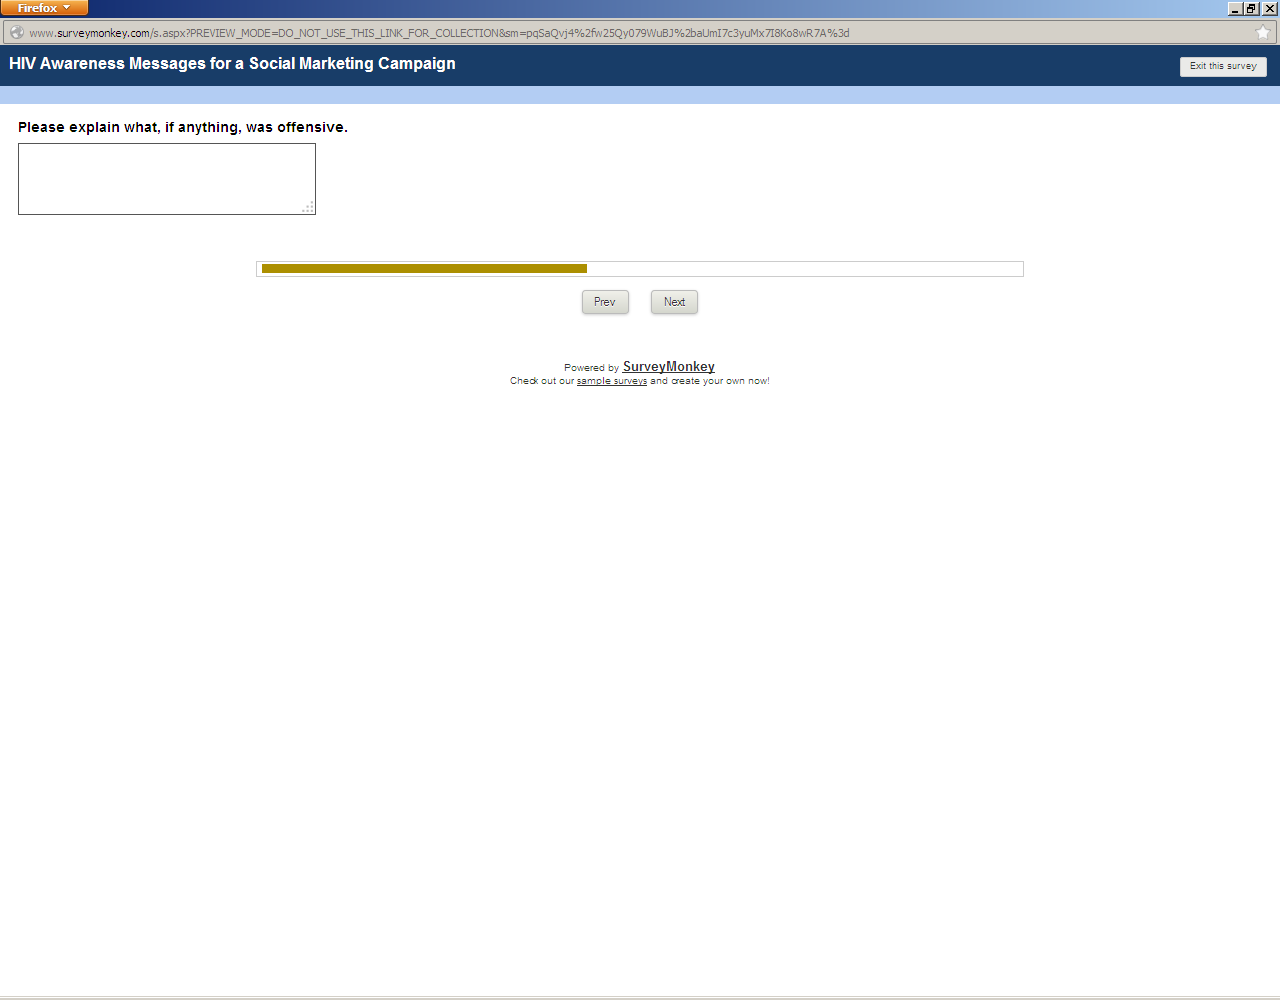 Firefox
www.surveymonkey.com/s.aspx?PREVIEW_MODE=DO_NOT_USE_THIS_LINK_FOR_COLLECTION&sm=pqSaQvj4%2fw25Qy079WuBJ%2baUmI7c3yuMx7I8Ko8wR7A%3d
HIV Awareness Messages for a Social Marketing Campaign
Exit this survey
Please explain what, if anything, was offensive.
Prev Next
Powered by SurveyMonkey
Check out our sample surveys and create your own now!